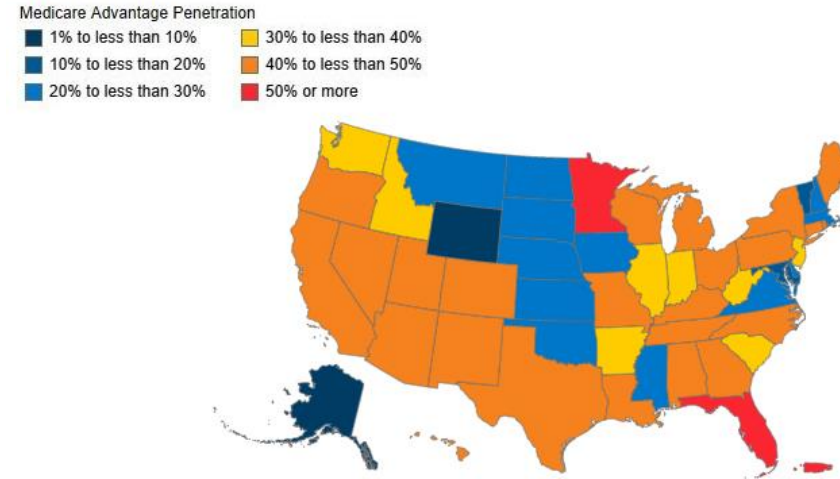 Medicare Advantage Penetration
1% to less than 10%
10% to less than 20%
20% to less than 30%
30% to less than 40%
40% to less than 50%
50% or more